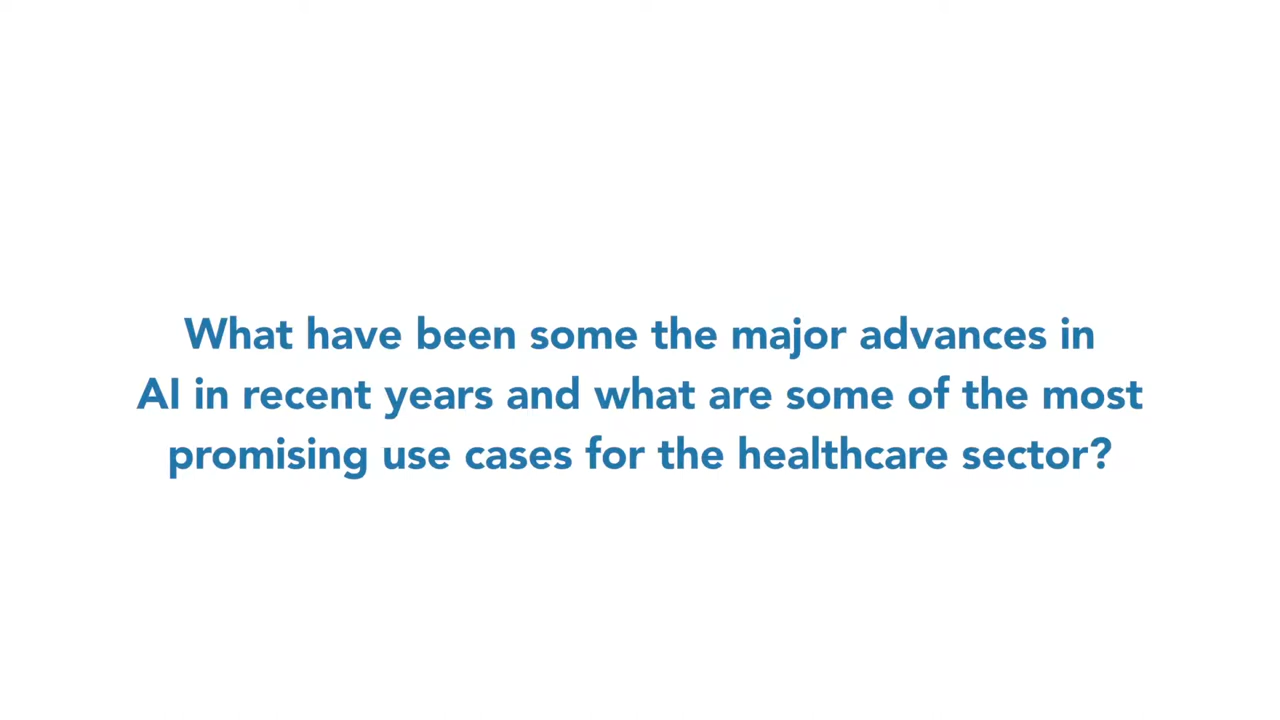 What have been some the major advances in
AI in recent years and what are some of the most
promising use cases for the healthcare sector?